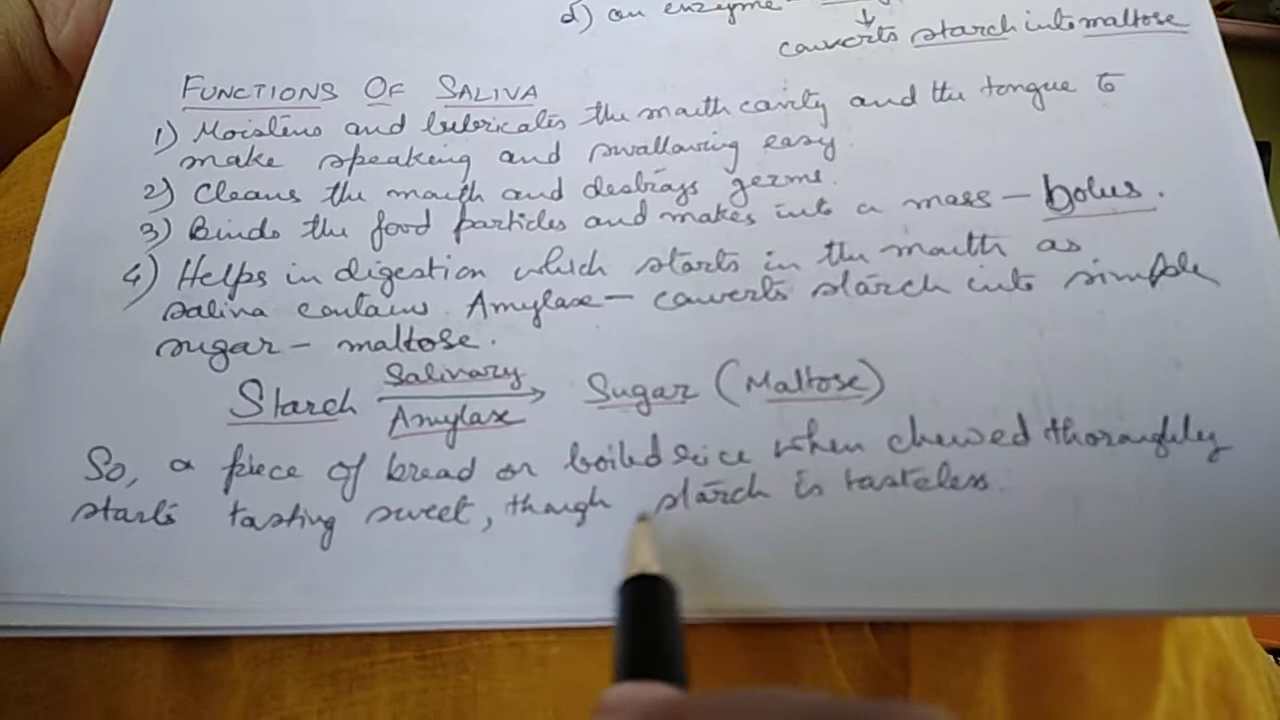 d) an enzyme
↓
converts starch into maltose
FUNCTIONS OF SALIVA
1) Moistens and lubricates the mouth cavity and the tongue to
make speaking and swallowing easy.
2) Cleans the mouth and destroys germs.
3) Binds the food particles and makes into a mass – bolus.
4) Helps in digestion which starts in the mouth as
saliva contains Amylase – converts starch into simple
sugar – maltose.
Starch Salivary Amylase → Sugar (Maltose)
So, a piece of bread or boiled rice when chewed thoroughly
starts tasting sweet, though starch is tasteless.